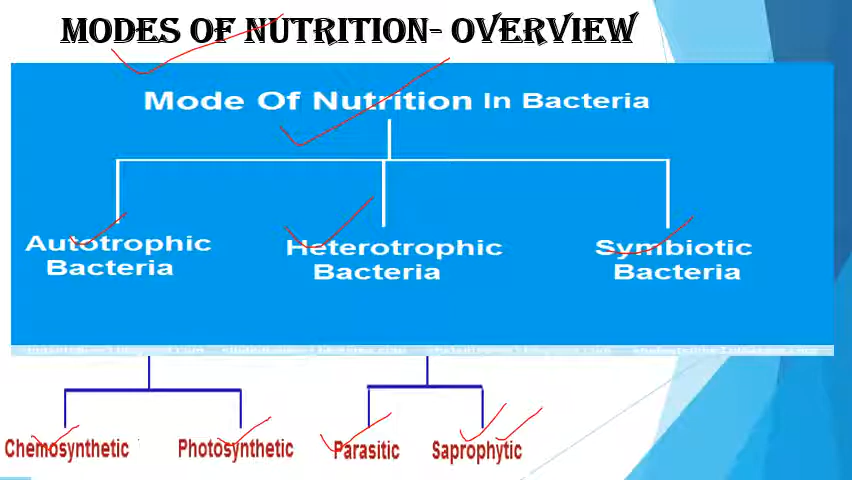 MODES OF NUTRITION- OVERVIEW
Mode Of Nutrition In Bacteria
Autotrophic Bacteria
Heterotrophic Bacteria
Symbiotic Bacteria
Chemosynthetic
Photosynthetic
Parasitic
Saprophytic